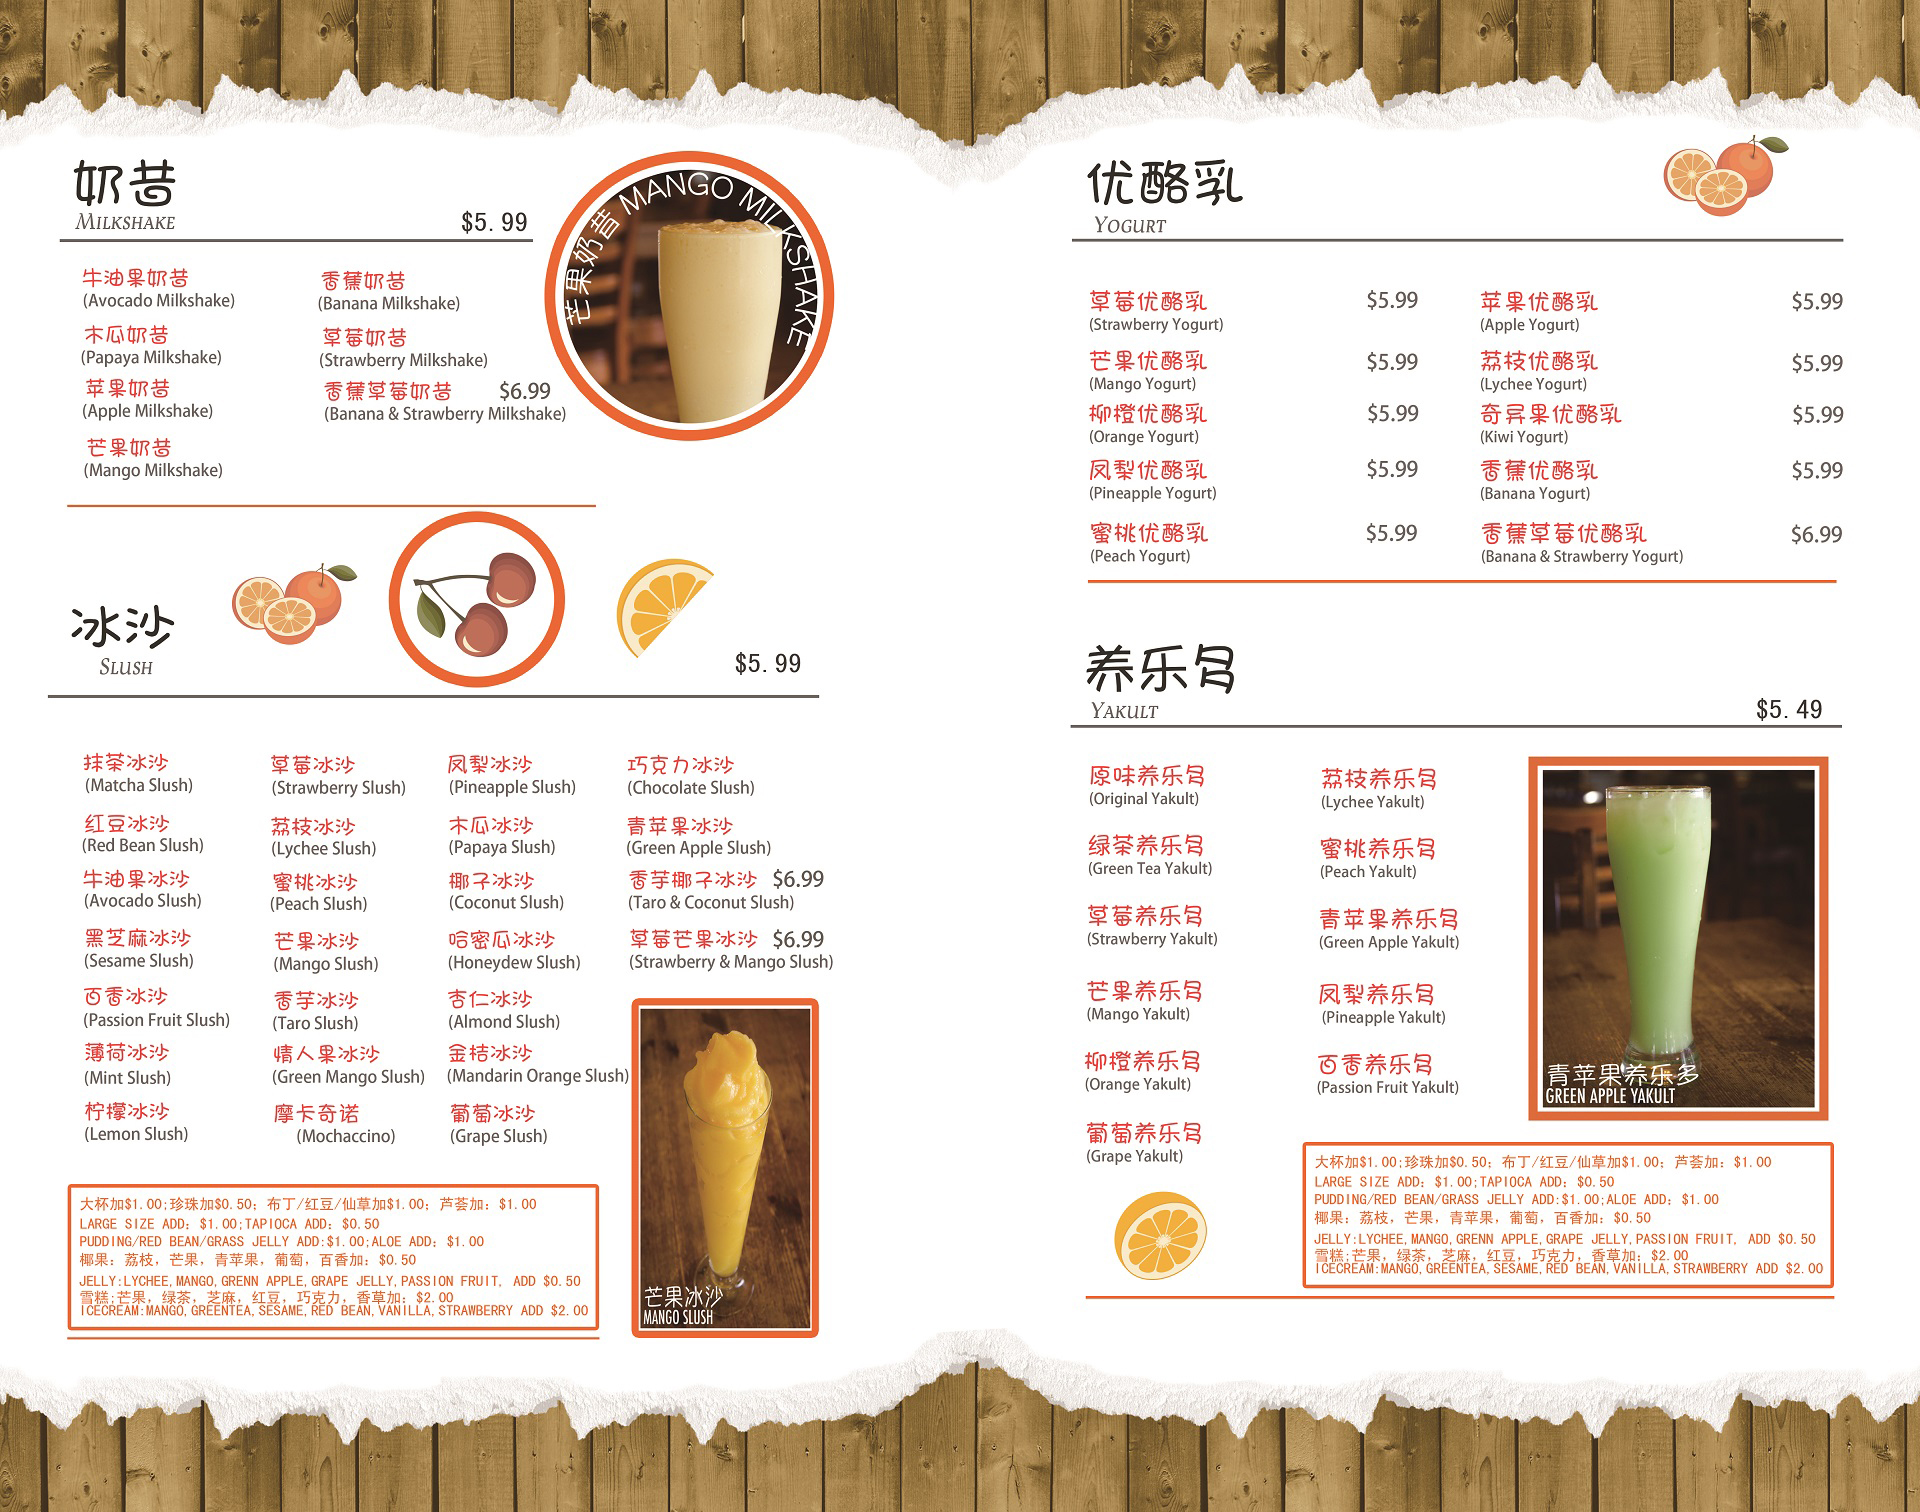 奶昔
MILKSHAKE
$5.99
芒果奶昔 MANGO MILKSHAKE
牛油果奶昔
(Avocado Milkshake)
木瓜奶昔
(Papaya Milkshake)
苹果奶昔
(Apple Milkshake)
芒果奶昔
(Mango Milkshake)
香蕉奶昔
(Banana Milkshake)
草莓奶昔
(Strawberry Milkshake)
香蕉草莓奶昔 $6.99
(Banana & Strawberry Milkshake)
冰沙
SLUSH
$5.99
抹茶冰沙
(Matcha Slush)
红豆冰沙
(Red Bean Slush)
牛油果冰沙
(Avocado Slush)
黑芝麻冰沙
(Sesame Slush)
百香冰沙
(Passion Fruit Slush)
薄荷冰沙
(Mint Slush)
柠檬冰沙
(Lemon Slush)
草莓冰沙
(Strawberry Slush)
荔枝冰沙
(Lychee Slush)
蜜桃冰沙
(Peach Slush)
芒果冰沙
(Mango Slush)
香芋冰沙
(Taro Slush)
情人果冰沙
(Green Mango Slush)
摩卡奇诺
(Mochaccino)
凤梨冰沙
(Pineapple Slush)
木瓜冰沙
(Papaya Slush)
椰子冰沙
(Coconut Slush)
哈密瓜冰沙
(Honeydew Slush)
杏仁冰沙
(Almond Slush)
金桔冰沙
(Mandarin Orange Slush)
葡萄冰沙
(Grape Slush)
巧克力冰沙
(Chocolate Slush)
青苹果冰沙
(Green Apple Slush)
香芋椰子冰沙 $6.99
(Taro & Coconut Slush)
草莓芒果冰沙 $6.99
(Strawberry & Mango Slush)
芒果冰沙
MANGO SLUSH
大杯加$1.00;珍珠加$0.50; 布丁/红豆/仙草加$1.00; 芦荟加: $1.00
LARGE SIZE ADD: $1.00;TAPIOCA ADD: $0.50
PUDDING/RED BEAN/GRASS JELLY ADD:$1.00;ALOE ADD: $1.00
椰果: 荔枝, 芒果, 青苹果, 葡萄, 百香加: $0.50
JELLY:LYCHEE,MANGO,GRENN APPLE,GRAPE JELLY,PASSION FRUIT, ADD $0.50
雪糕:芒果, 绿茶, 芝麻, 红豆, 巧克力, 香草加: $2.00
ICECREAM:MANGO,GREENTEA,SESAME,RED BEAN,VANILLA,STRAWBERRY ADD $2.00
优酪乳
YOGURT
草莓优酪乳 $5.99
(Strawberry Yogurt)
芒果优酪乳 $5.99
(Mango Yogurt)
柳橙优酪乳 $5.99
(Orange Yogurt)
凤梨优酪乳 $5.99
(Pineapple Yogurt)
蜜桃优酪乳 $5.99
(Peach Yogurt)
苹果优酪乳 $5.99
(Apple Yogurt)
荔枝优酪乳 $5.99
(Lychee Yogurt)
奇异果优酪乳 $5.99
(Kiwi Yogurt)
香蕉优酪乳 $5.99
(Banana Yogurt)
香蕉草莓优酪乳 $6.99
(Banana & Strawberry Yogurt)
养乐多
YAKULT
$5.49
原味养乐多
(Original Yakult)
绿茶养乐多
(Green Tea Yakult)
草莓养乐多
(Strawberry Yakult)
芒果养乐多
(Mango Yakult)
柳橙养乐多
(Orange Yakult)
葡萄养乐多
(Grape Yakult)
荔枝养乐多
(Lychee Yakult)
蜜桃养乐多
(Peach Yakult)
青苹果养乐多
(Green Apple Yakult)
凤梨养乐多
(Pineapple Yakult)
百香养乐多
(Passion Fruit Yakult)
青苹果养乐多
GREEN APPLE YAKULT
大杯加$1.00;珍珠加$0.50; 布丁/红豆/仙草加$1.00; 芦荟加: $1.00
LARGE SIZE ADD: $1.00;TAPIOCA ADD: $0.50
PUDDING/RED BEAN/GRASS JELLY ADD:$1.00;ALOE ADD: $1.00
椰果: 荔枝, 芒果, 青苹果, 葡萄, 百香加: $0.50
JELLY:LYCHEE,MANGO,GRENN APPLE,GRAPE JELLY,PASSION FRUIT, ADD $0.50
雪糕:芒果, 绿茶, 芝麻, 红豆, 巧克力, 香草加: $2.00
ICECREAM:MANGO,GREENTEA,SESAME,RED BEAN,VANILLA,STRAWBERRY ADD $2.00